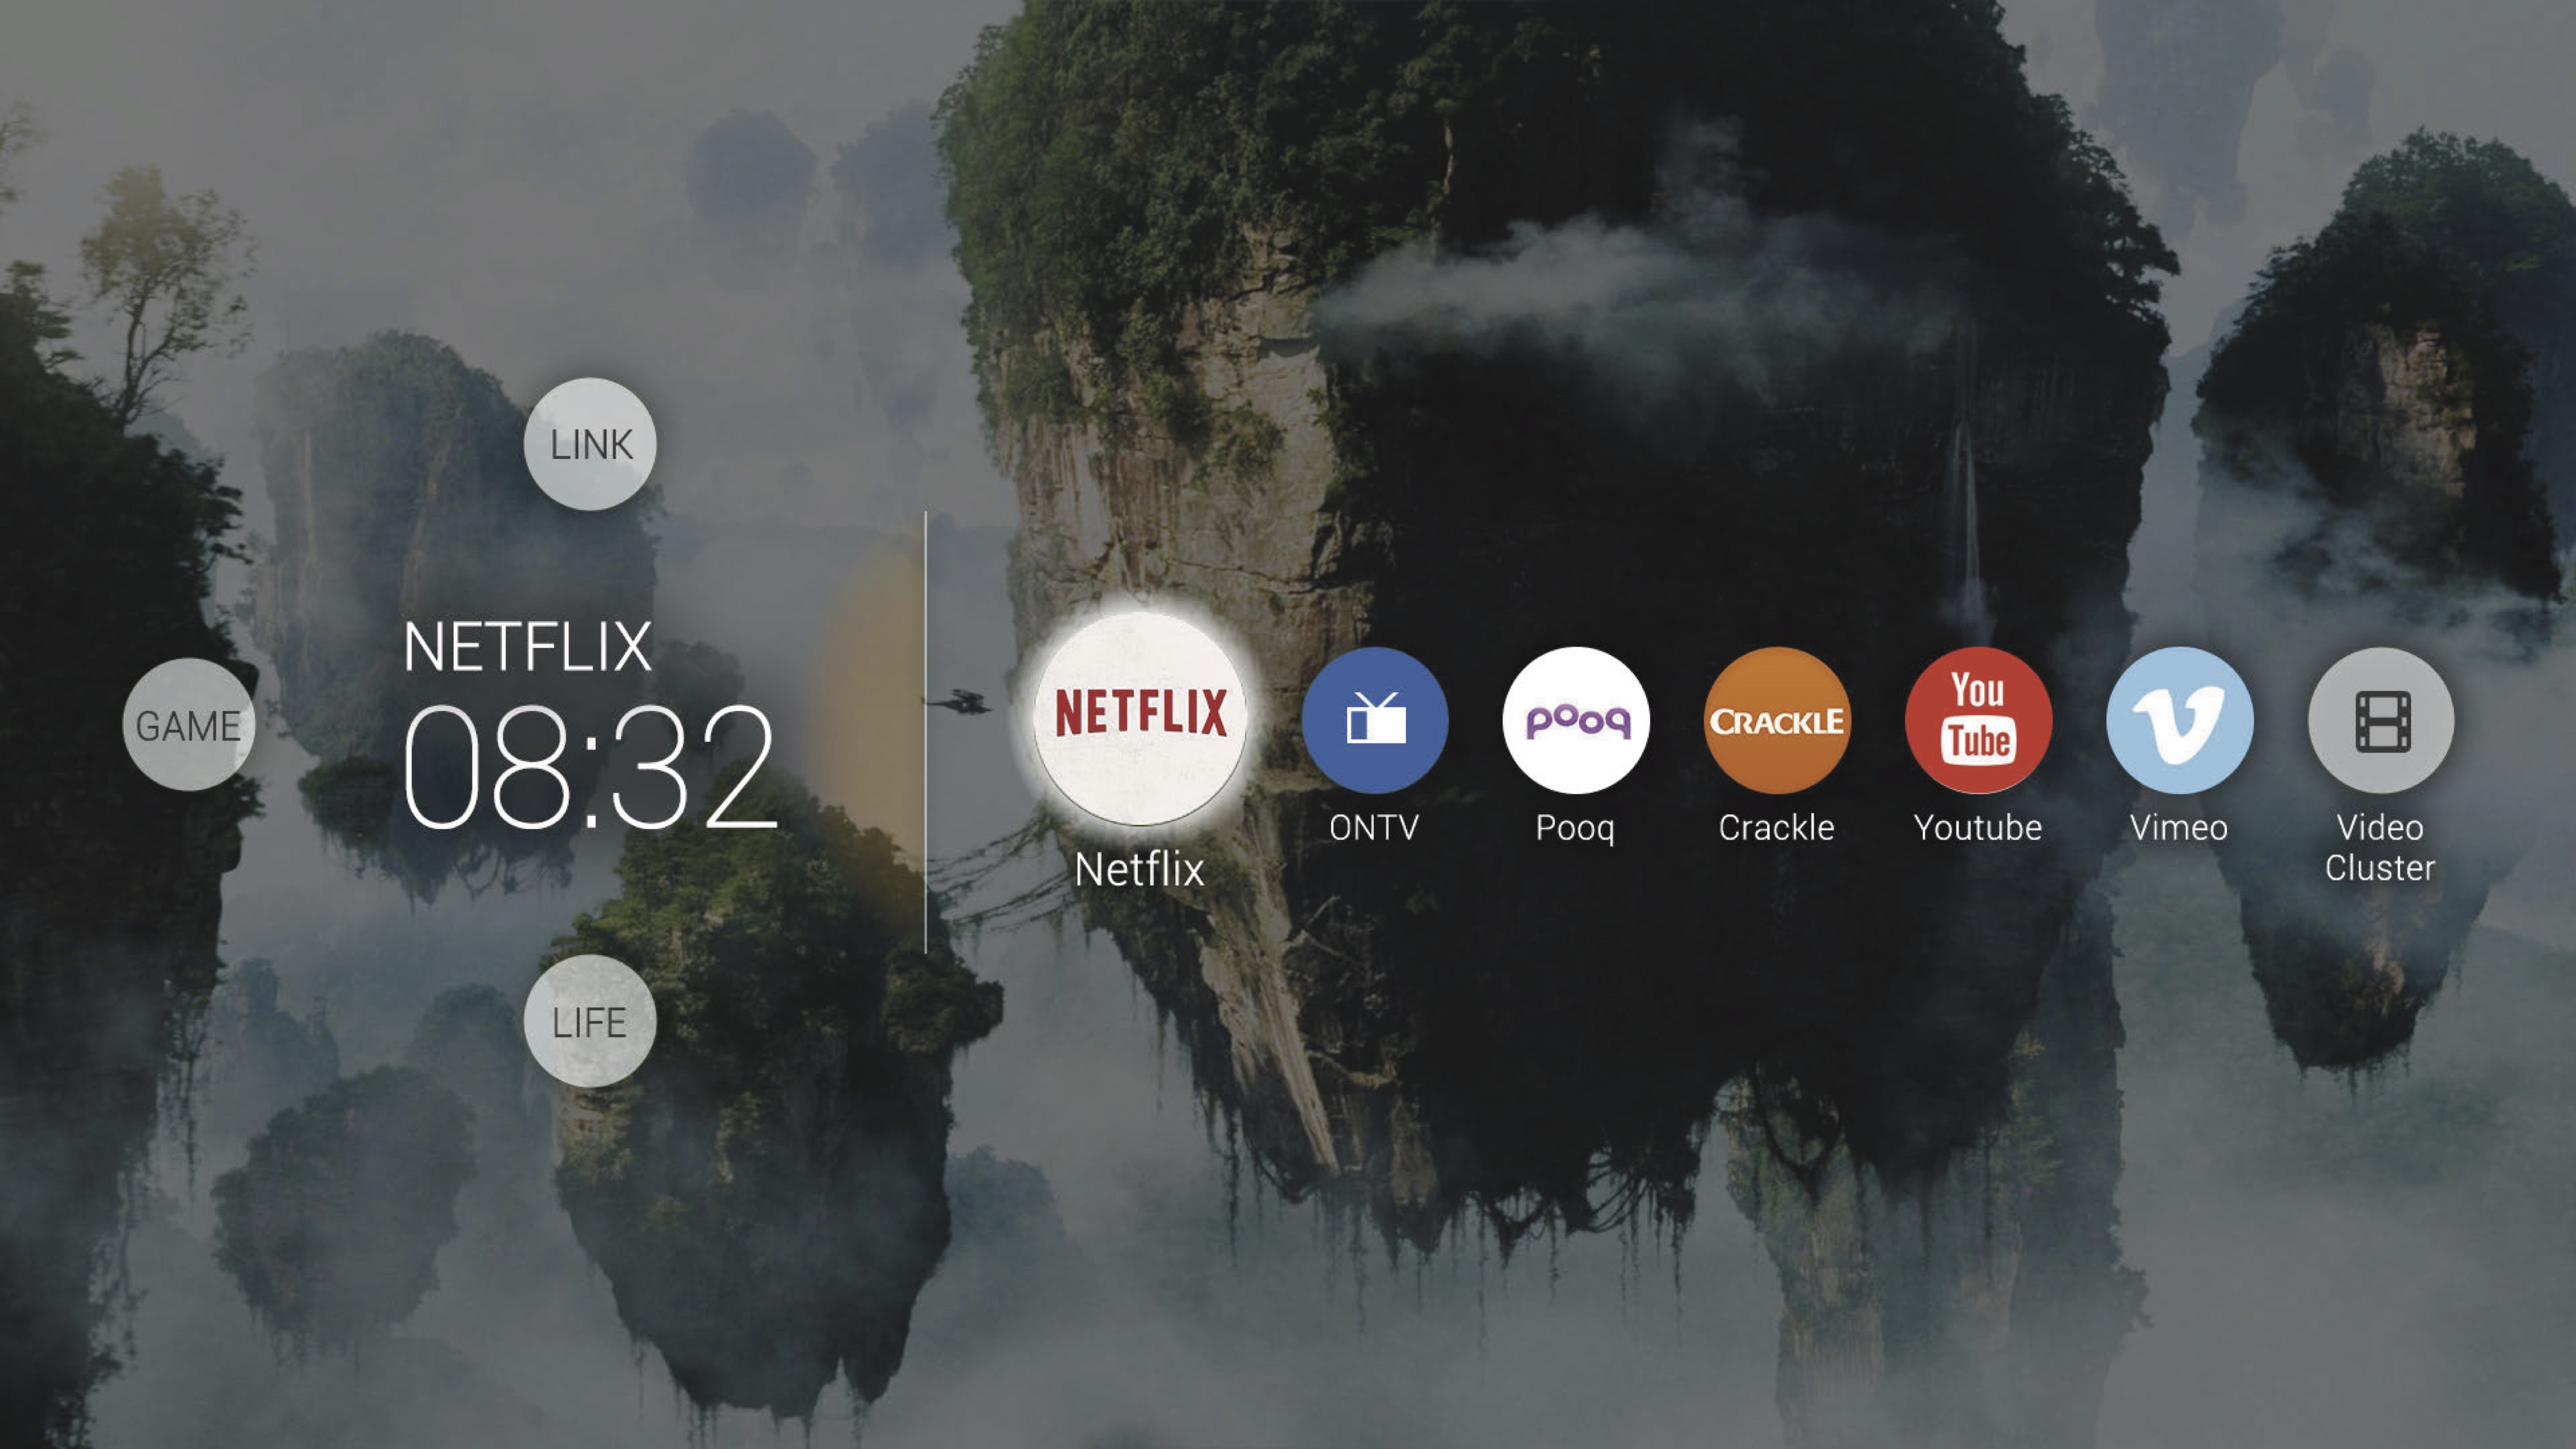 LINK
NETFLIX
08:32
GAME
LIFE
NETFLIX
Netflix
ONTV
pooq
Pooq
CRACKLE
Crackle
You
Tube
Youtube
Vimeo
Video
Cluster